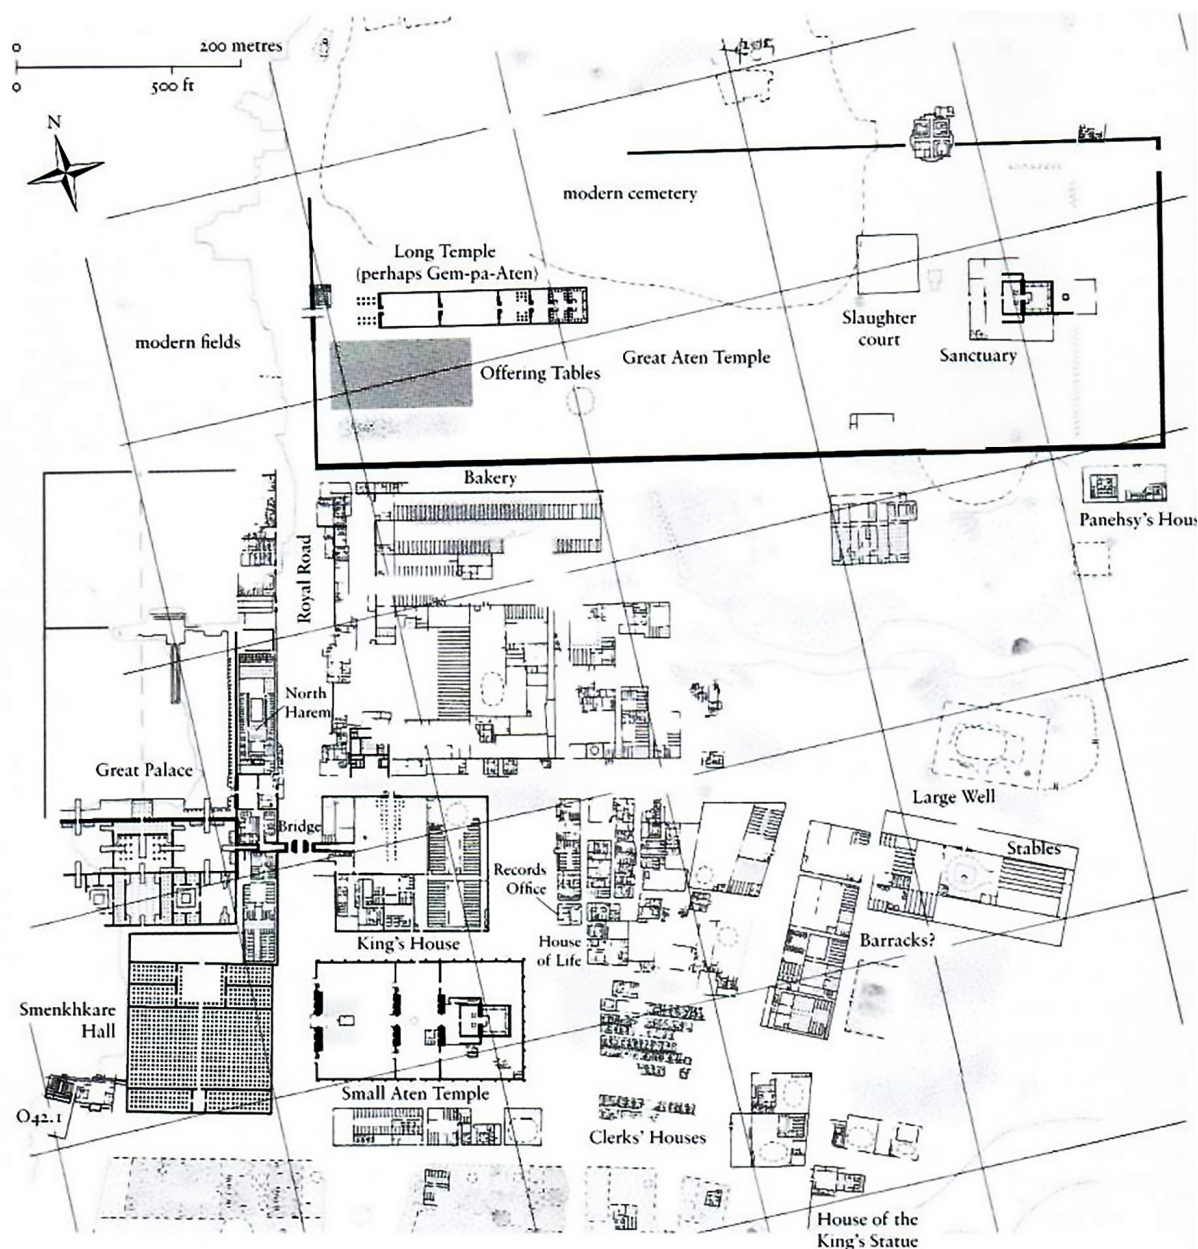 0
200 metres
0
500 ft
N
modern cemetery
Long Temple
(perhaps Gem-pa-Aten)
modern fields
Slaughter
court
Great Aten Temple
Sanctuary
Offering Tables
Bakery
Panehsy's Hous
Royal Road
North
Harem
Great Palace
Large Well
Bridge
Stables
Records
Office
King's House
House
of Life
Barracks?
Smenkhkare
Hall
Small Aten Temple
O42.1
Clerks' Houses
House of the
King's Statue